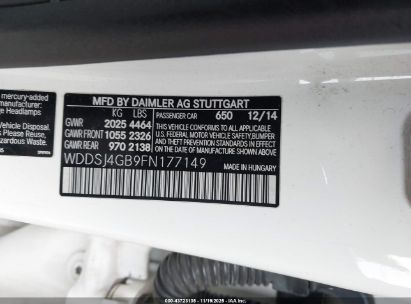 mercury-added
manufacturer:
ge Headlamps
Vehicle Disposal.
n Please Reuse,
azardous Waste.
MFD BY DAIMLER AG STUTTGART
KG LBS PASSENGER CAR 650 12/14
GVWR 2025 4464
GAWR FRONT 1055 2326
GAWR REAR 970 2138
THIS VEHICLE CONFORMS TO ALL APPLICABLE
U.S. FEDERAL MOTOR VEHICLE SAFETY, BUMPER,
AND THEFT PREVENTION STANDARDS IN EFFECT
ON THE DATE OF MANUFACTURE SHOWN ABOVE.
WDDSJ4GB9FN177149
MADE IN HUNGARY